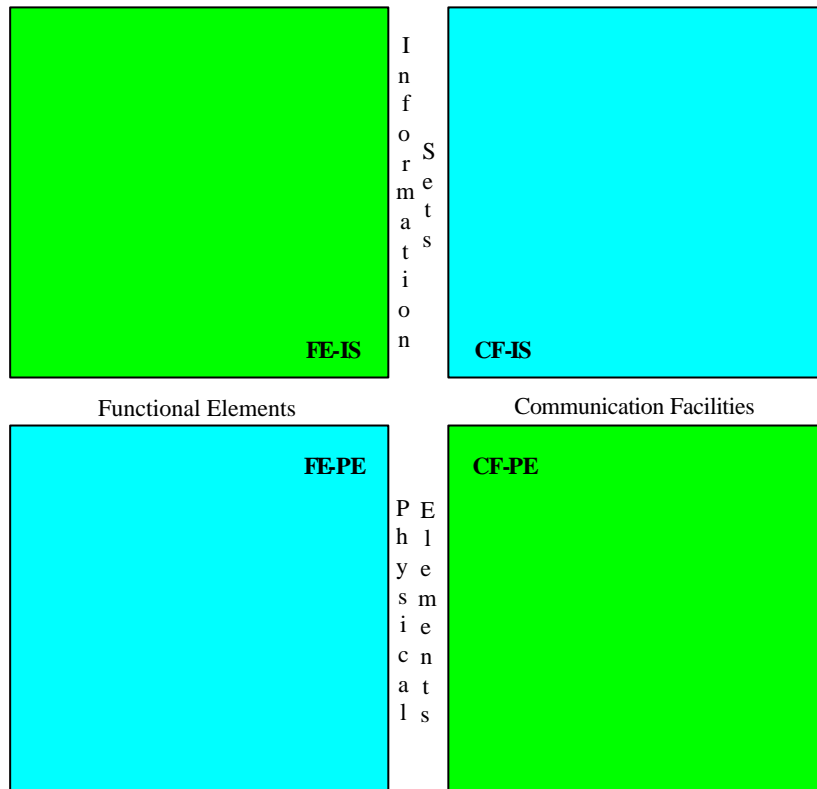 Information
Sets
FE-IS
CF-IS
Functional Elements
Communication Facilities
FE-PE
CF-PE
Physical
Elements